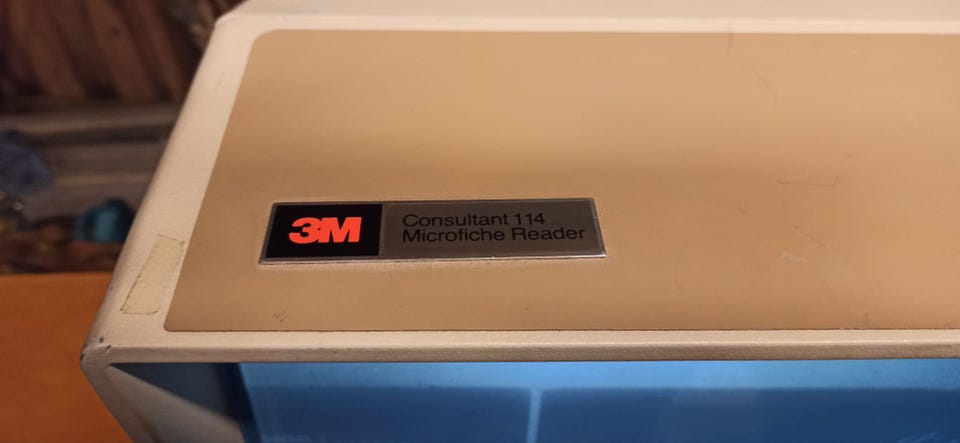 3M
Consultant 114
Microfiche Reader